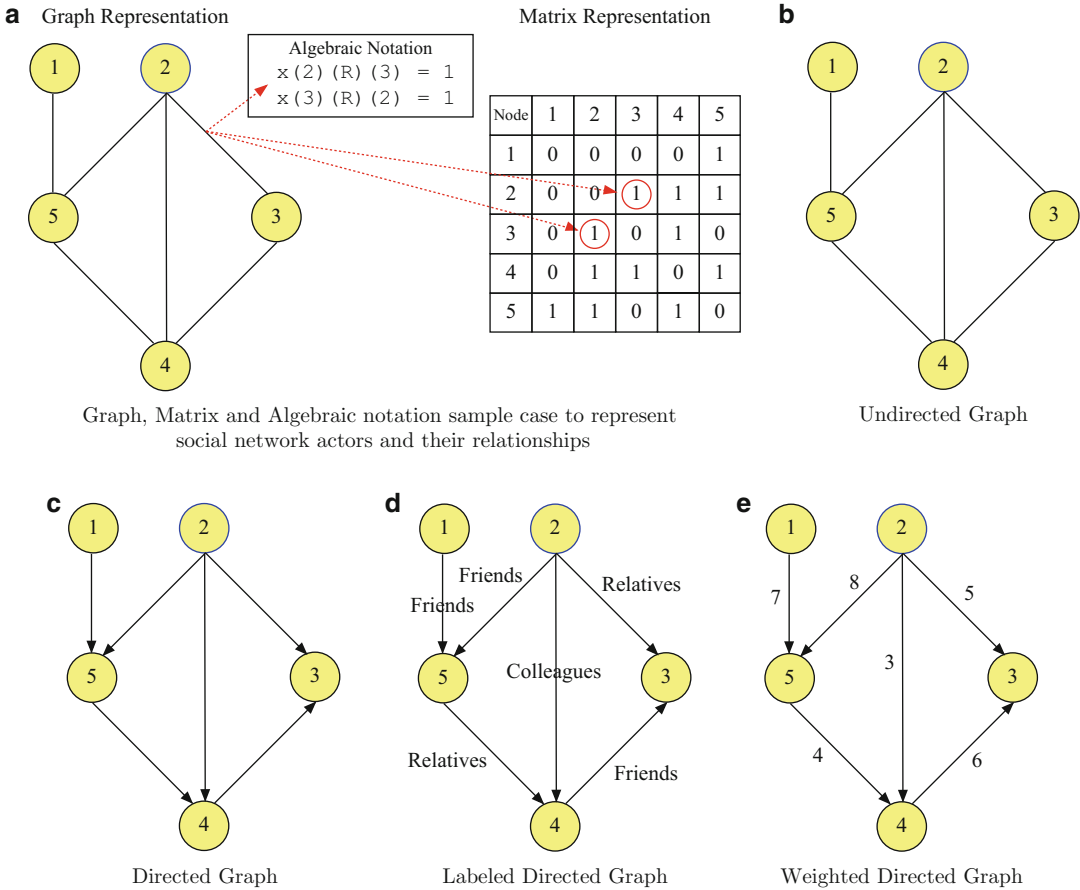 a Graph Representation
Matrix Representation
Algebraic Notation
x(2)(R)(3) = 1
x(3)(R)(2) = 1
1
2
5
3
4
Node 1 2 3 4 5
1 0 0 0 0 1
2 0 0 1 1 1
3 0 1 0 1 0
4 0 1 1 0 1
5 1 1 0 1 0
Graph, Matrix and Algebraic notation sample case to represent
social network actors and their relationships
b
1
2
5
3
4
Undirected Graph
c
1
2
5
3
4
Directed Graph
d
1
2
Friends
Relatives
Friends
Colleagues
5
3
Relatives
Friends
4
Labeled Directed Graph
e
1
2
7
8
5
3
5
3
4
6
4
Weighted Directed Graph